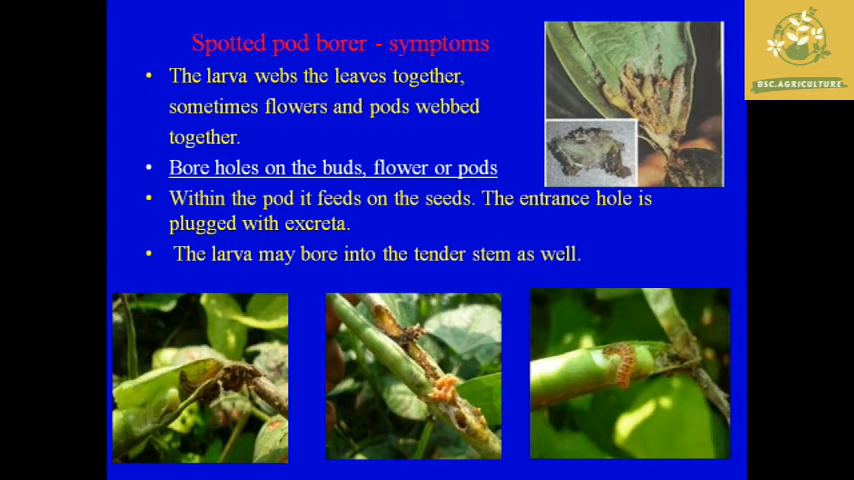 Spotted pod borer - symptoms
• The larva webs the leaves together,
sometimes flowers and pods webbed
together.
• Bore holes on the buds, flower or pods
• Within the pod it feeds on the seeds. The entrance hole is
plugged with excreta.
• The larva may bore into the tender stem as well.
BSC.AGRICULTURE